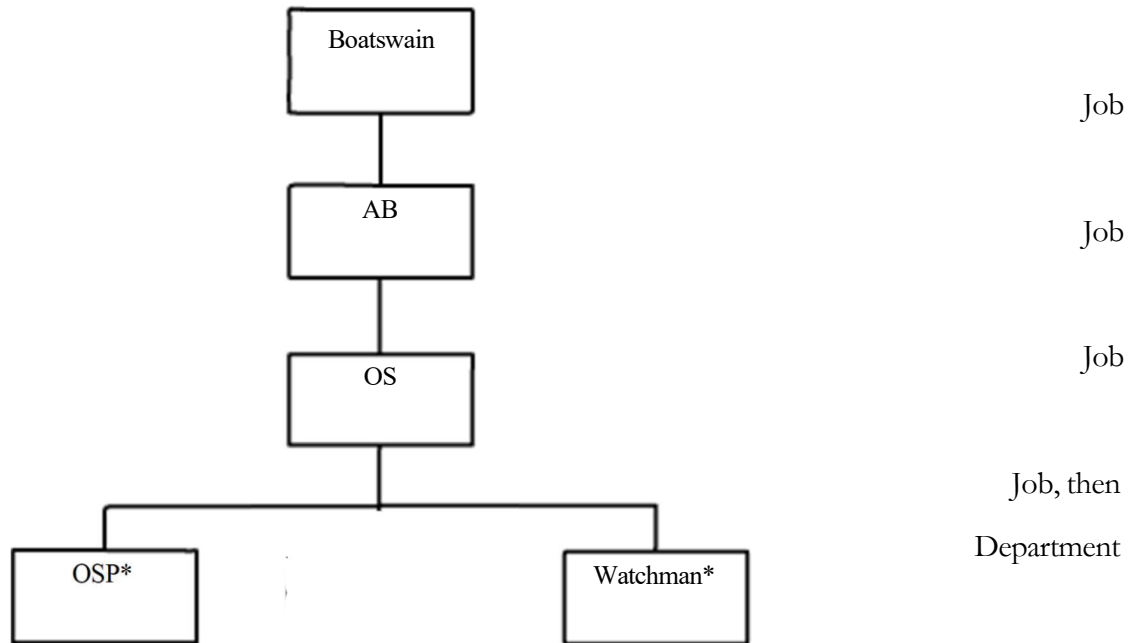 Boatswain
Job
AB
Job
Job
OS
Job, then
Department
OSP*
Watchman*